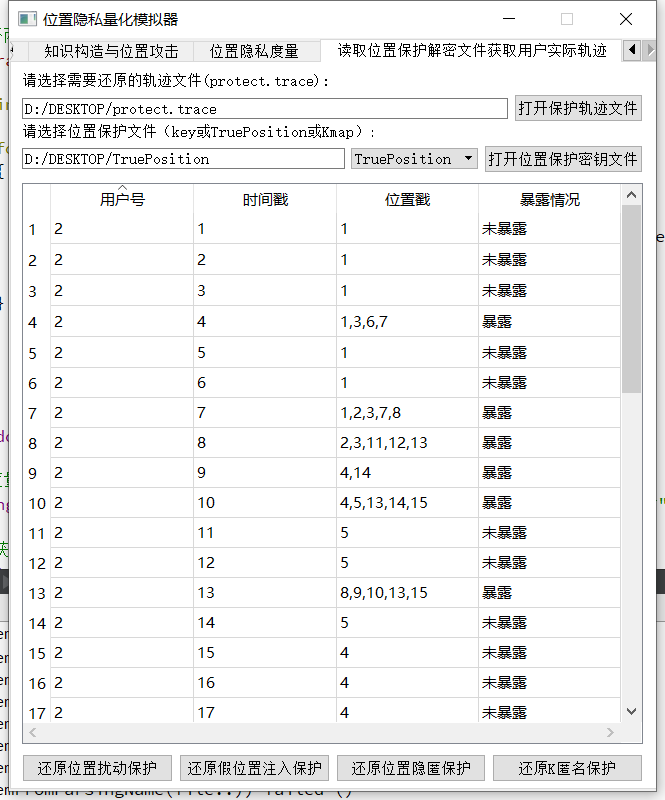 位置隐私量化模拟器
知识构造与位置攻击 位置隐私度量 读取位置保护解密文件获取用户实际轨迹
请选择需要还原的轨迹文件(protect.trace):
D:/DESKTOP/protect.trace 打开保护轨迹文件
请选择位置保护文件（key或TruePosition或Kmap）:
D:/DESKTOP/TruePosition TruePosition 打开位置保护密钥文件
用户号 时间戳 位置戳 暴露情况
1 2 1 1 未暴露
2 2 2 1 未暴露
3 2 3 1 未暴露
4 2 4 1,3,6,7 暴露
5 2 5 1 未暴露
6 2 6 1 未暴露
7 2 7 1,2,3,7,8 暴露
8 2 8 2,3,11,12,13 暴露
9 2 9 4,14 暴露
10 2 10 4,5,13,14,15 暴露
11 2 11 5 未暴露
12 2 12 5 未暴露
13 2 13 8,9,10,13,15 暴露
14 2 14 5 未暴露
15 2 15 4 未暴露
16 2 16 4 未暴露
17 2 17 4 未暴露
还原位置扰动保护 还原假位置注入保护 还原位置隐匿保护 还原K匿名保护